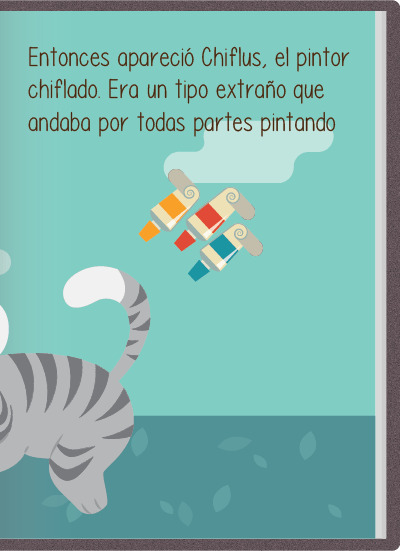 Entonces apareció Chiflus, el pintor
chiflado. Era un tipo extraño que
andaba por todas partes pintando